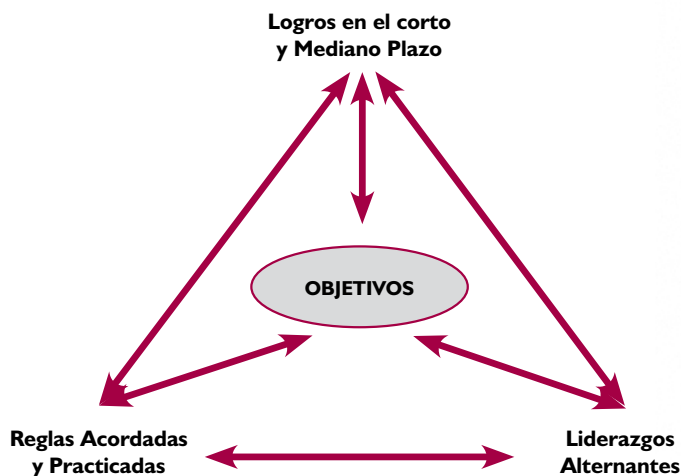 Logros en el corto
y Mediano Plazo
OBJETIVOS
Reglas Acordadas
y Practicadas
Liderazgos
Alternantes